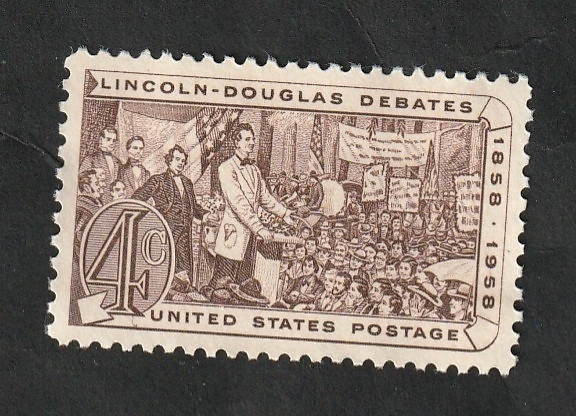 LINCOLN-DOUGLAS DEBATES
1858 · 1958
4c
UNITED STATES POSTAGE